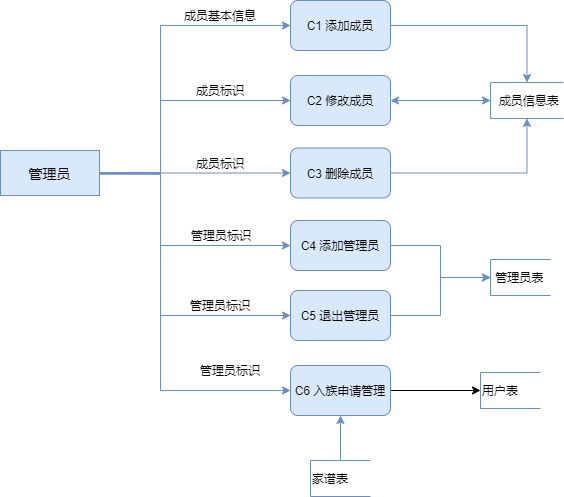 成员基本信息
C1 添加成员
成员标识
C2 修改成员
成员信息表
成员标识
C3 删除成员
管理员
管理员标识
C4 添加管理员
管理员表
管理员标识
C5 退出管理员
管理员标识
C6 入族申请管理
用户表
家谱表